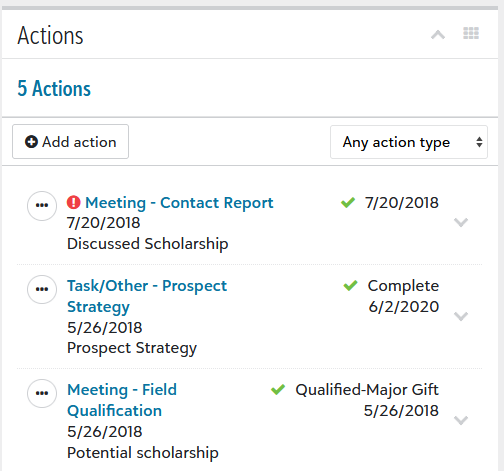 Actions
5 Actions
Add action
Any action type
Meeting - Contact Report
7/20/2018
7/20/2018
Discussed Scholarship
Task/Other - Prospect
Strategy
Complete
6/2/2020
5/26/2018
Prospect Strategy
Meeting - Field
Qualification
Qualified-Major Gift
5/26/2018
5/26/2018
Potential scholarship